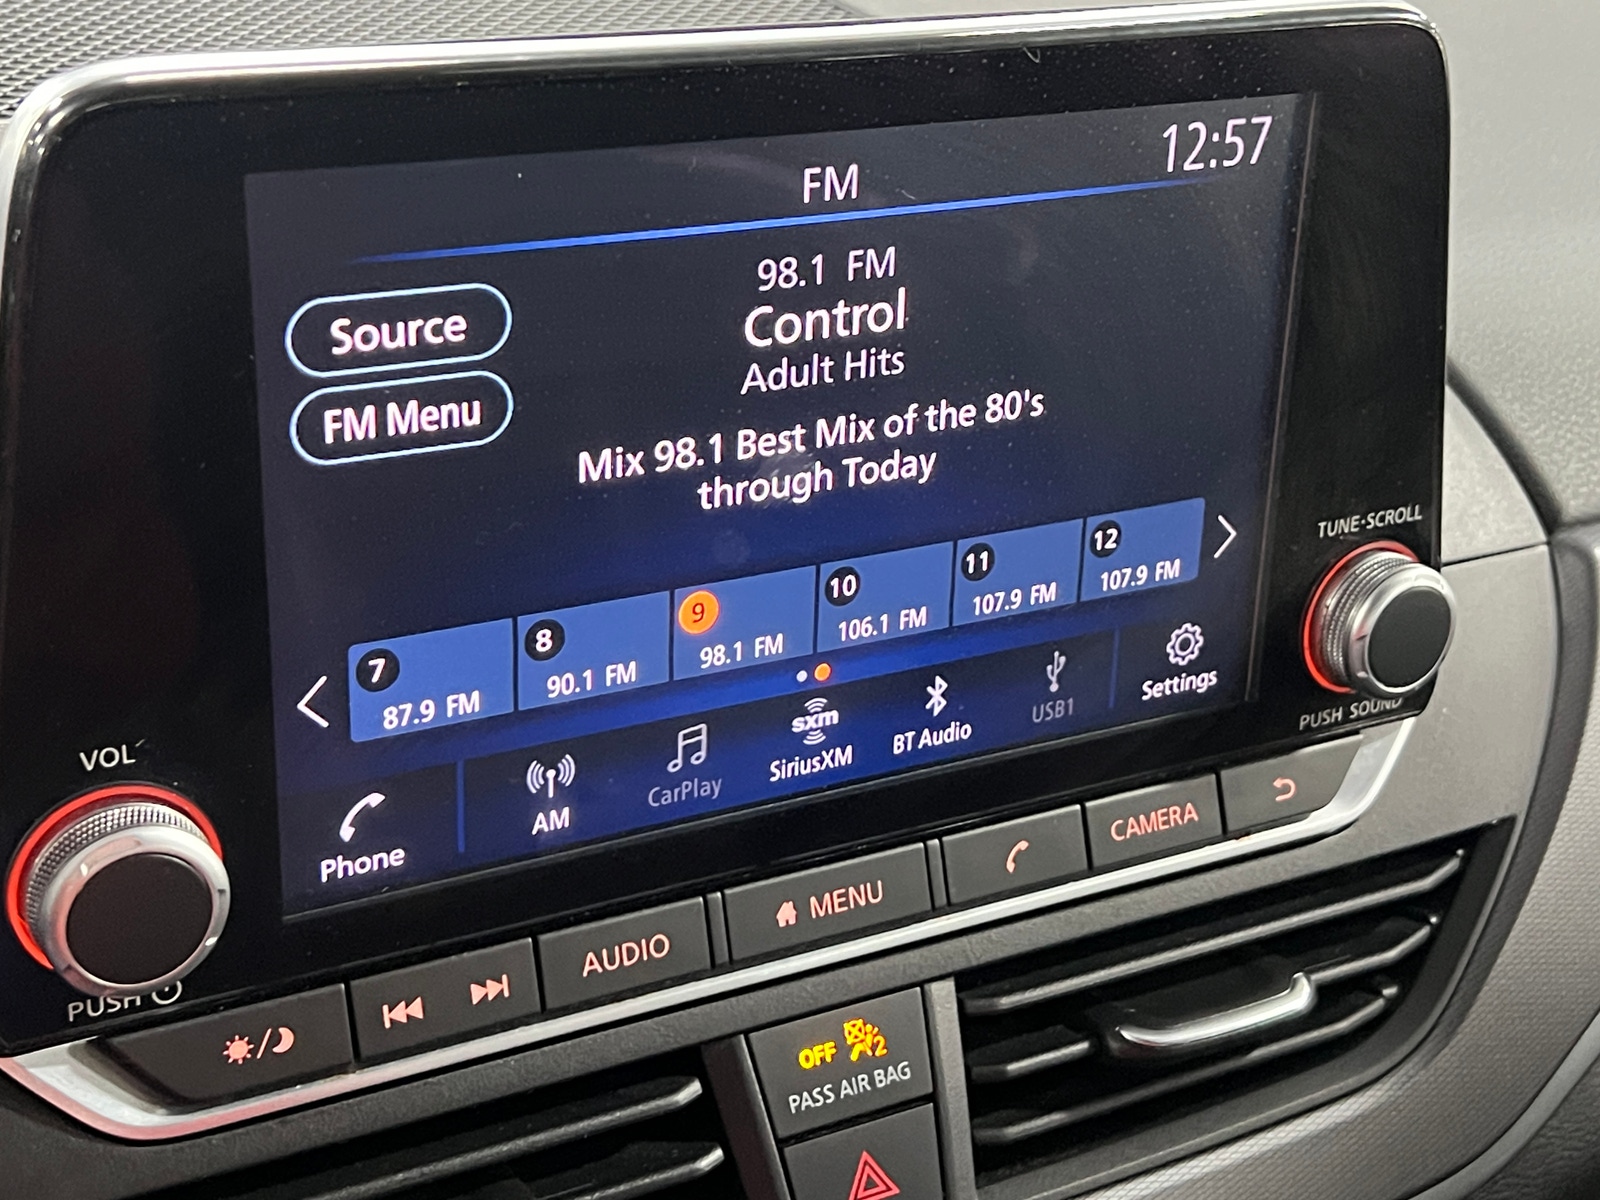 12:57
FM
98.1 FM
Control
Adult Hits
Source
FM Menu
Mix 98.1 Best Mix of the 80's
through Today
7
87.9 FM
8
90.1 FM
9
98.1 FM
10
106.1 FM
11
107.9 FM
12
107.9 FM
Phone
AM
CarPlay
sxm
SiriusXM
BT Audio
USB1
Settings
TUNE·SCROLL
PUSH SOUND
VOL
PUSH
AUDIO
MENU
CAMERA
OFF
2
PASS AIR BAG